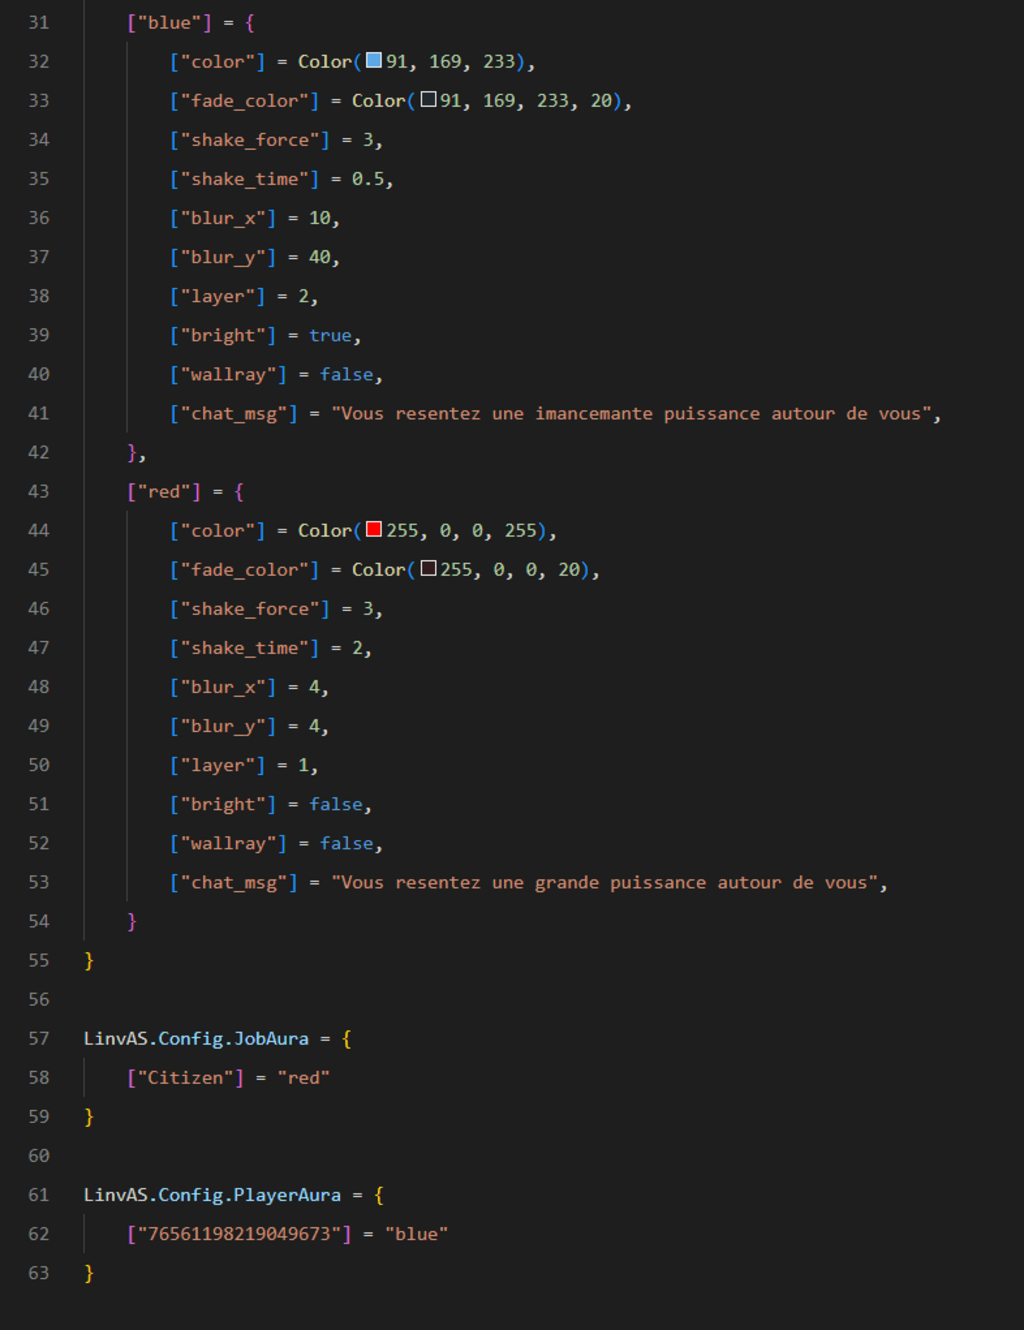 31 ["blue"] = {
32 ["color"] = Color(91, 169, 233),
33 ["fade_color"] = Color(91, 169, 233, 20),
34 ["shake_force"] = 3,
35 ["shake_time"] = 0.5,
36 ["blur_x"] = 10,
37 ["blur_y"] = 40,
38 ["layer"] = 2,
39 ["bright"] = true,
40 ["wallray"] = false,
41 ["chat_msg"] = "Vous resentez une imancemante puissance autour de vous",
42 },
43 ["red"] = {
44 ["color"] = Color(255, 0, 0, 255),
45 ["fade_color"] = Color(255, 0, 0, 20),
46 ["shake_force"] = 3,
47 ["shake_time"] = 2,
48 ["blur_x"] = 4,
49 ["blur_y"] = 4,
50 ["layer"] = 1,
51 ["bright"] = false,
52 ["wallray"] = false,
53 ["chat_msg"] = "Vous resentez une grande puissance autour de vous",
54 }
55 }
56
57 LinvAS.Config.JobAura = {
58 ["Citizen"] = "red"
59 }
60
61 LinvAS.Config.PlayerAura = {
62 ["76561198219049673"] = "blue"
63 }